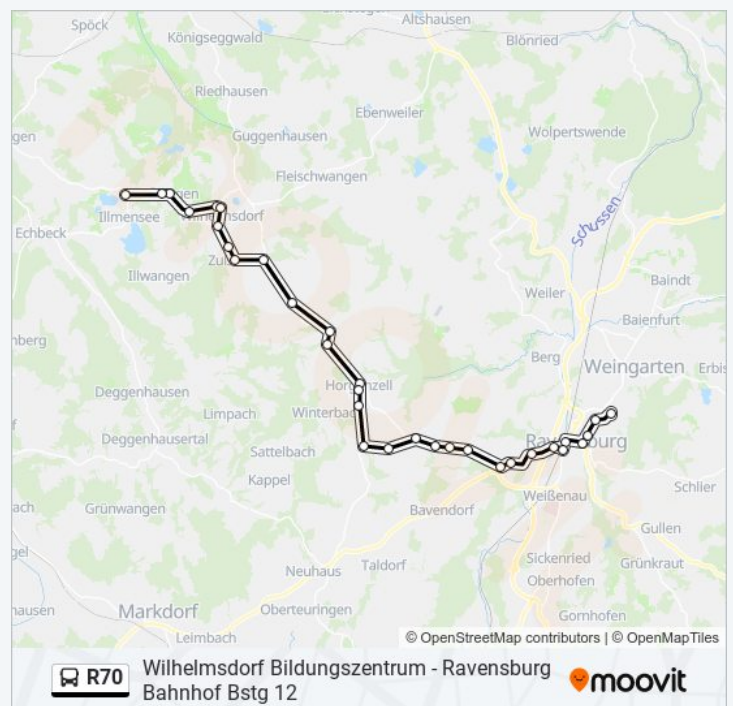 Altshausen
Spöck
Königseggwald
Blönried
Riedhausen
Ebenweiler
Guggenhausen
Wolpertswende
Fleischwangen
Illmensee
Echbeck
Schussen
Illwangen
Baindt
Weiler
Baienfurt
Berg
Weingarten
Deggenhausen
Limpach
Winterbach
Deggenhausertal
Sattelbach
Kappel
Schlier
Grünwangen
Weißenau
Bavendorf
Gullen
Neuhaus
Taldorf
Sickenried
Grünkraut
Oberhofen
Markdorf
Oberteuringen
Gornhofen
Leimbach
© OpenStreetMap contributors | © OpenMapTiles
R70
Wilhelmsdorf Bildungszentrum - Ravensburg
Bahnhof Bstg 12
moovit